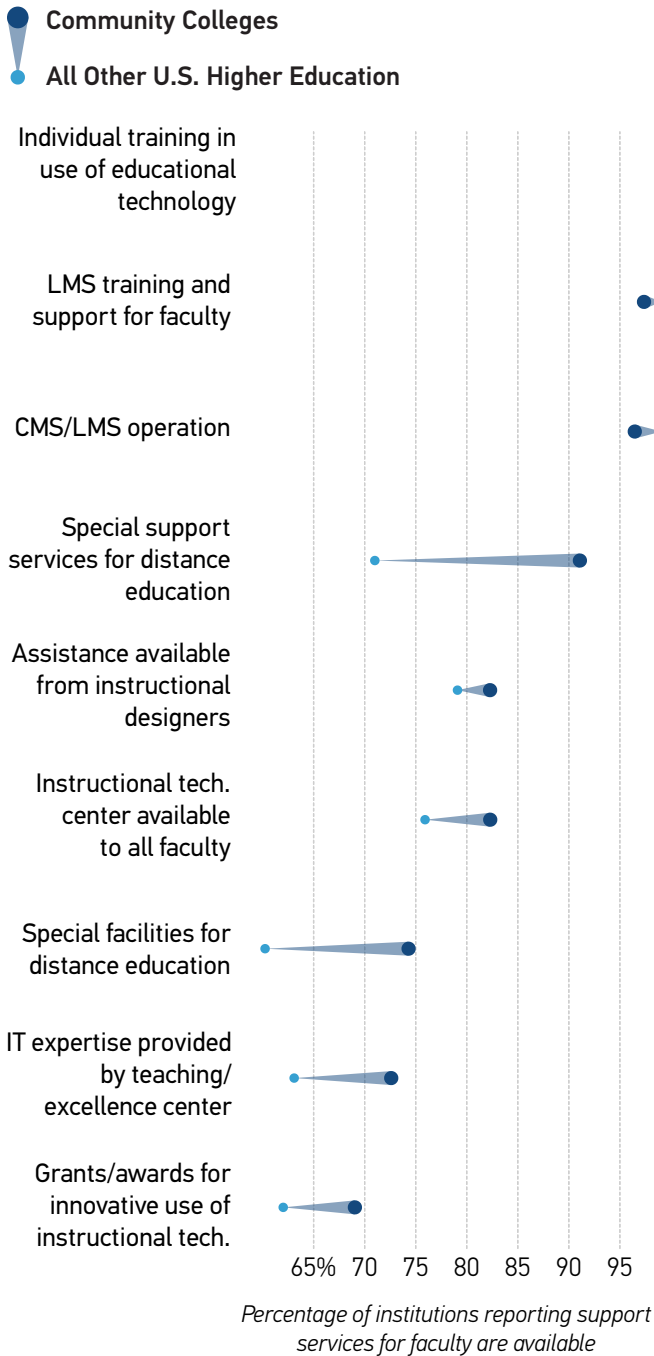 Community Colleges
All Other U.S. Higher Education
Individual training in
use of educational
technology
LMS training and
support for faculty
CMS/LMS operation
Special support
services for distance
education
Assistance available
from instructional
designers
Instructional tech.
center available
to all faculty
Special facilities for
distance education
IT expertise provided
by teaching/
excellence center
Grants/awards for
innovative use of
instructional tech.
65% 70 75 80 85 90 95
Percentage of institutions reporting support
services for faculty are available